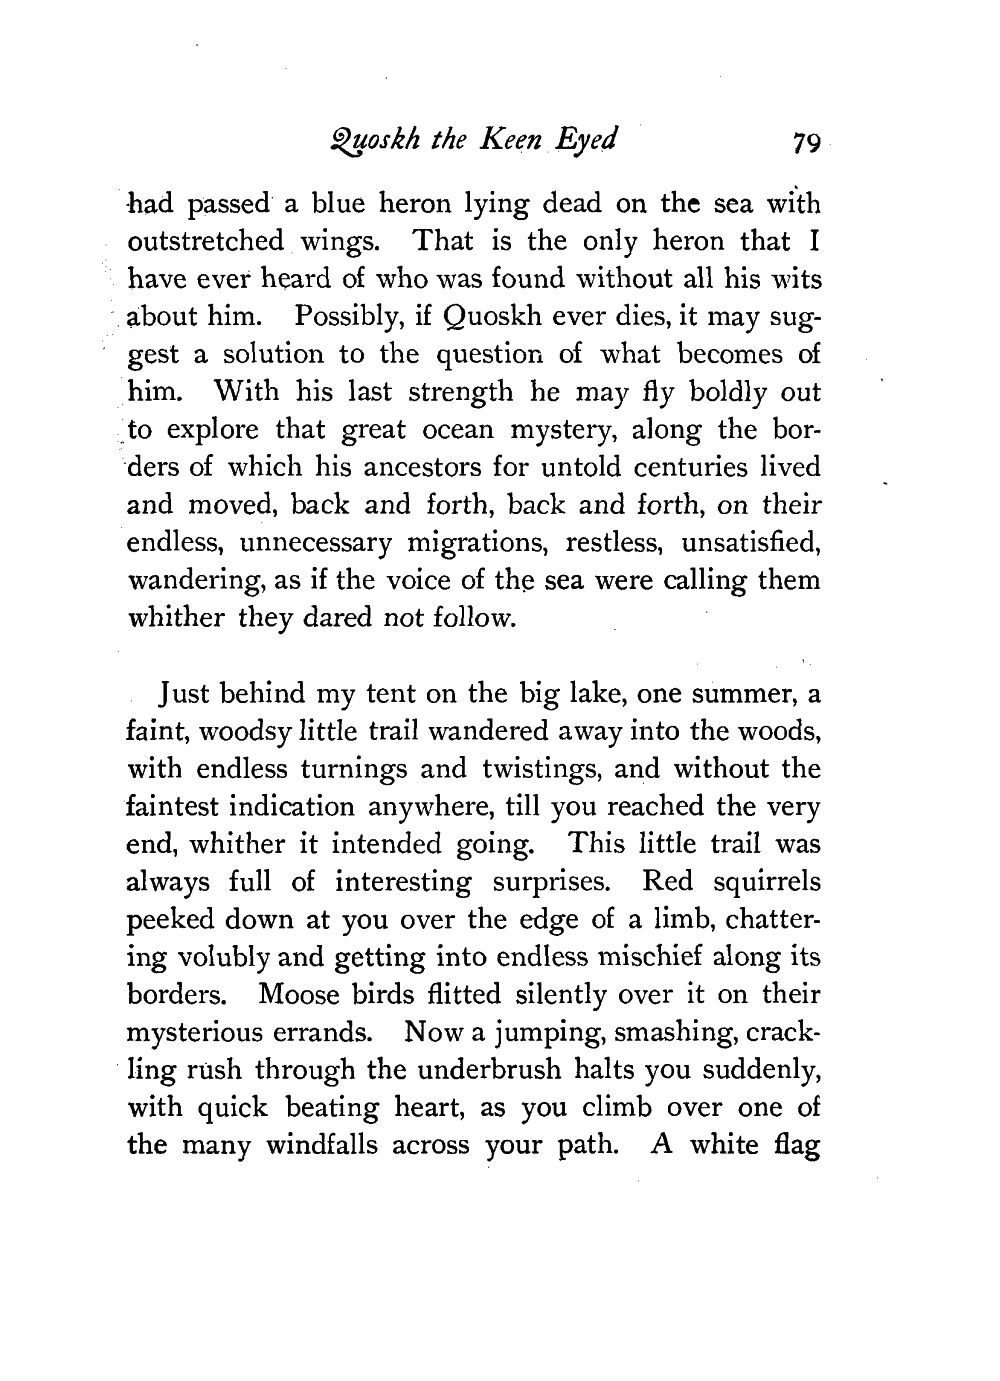 Quoskh the Keen Eyed 79
had passed a blue heron lying dead on the sea with
outstretched wings. That is the only heron that I
have ever heard of who was found without all his wits
about him. Possibly, if Quoskh ever dies, it may sug-
gest a solution to the question of what becomes of
him. With his last strength he may fly boldly out
to explore that great ocean mystery, along the bor-
ders of which his ancestors for untold centuries lived
and moved, back and forth, back and forth, on their
endless, unnecessary migrations, restless, unsatisfied,
wandering, as if the voice of the sea were calling them
whither they dared not follow.
Just behind my tent on the big lake, one summer, a
faint, woodsy little trail wandered away into the woods,
with endless turnings and twistings, and without the
faintest indication anywhere, till you reached the very
end, whither it intended going. This little trail was
always full of interesting surprises. Red squirrels
peeked down at you over the edge of a limb, chatter-
ing volubly and getting into endless mischief along its
borders. Moose birds flitted silently over it on their
mysterious errands. Now a jumping, smashing, crack-
ling rush through the underbrush halts you suddenly,
with quick beating heart, as you climb over one of
the many windfalls across your path. A white flag